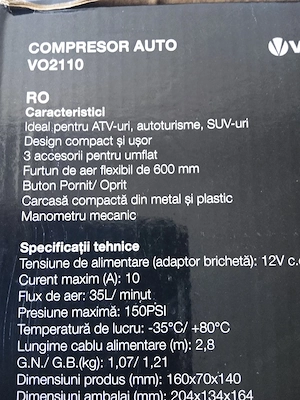 COMPRESOR AUTO
VO2110
RO
Caracteristici
Ideal pentru ATV-uri, autoturisme, SUV-uri
Design compact și ușor
3 accesorii pentru umflat
Furtun de aer flexibil de 600 mm
Buton Pornit/ Oprit
Carcasă compactă din metal și plastic
Manometru mecanic
Specificații tehnice
Tensiune de alimentare (adaptor brichetă): 12V c.c
Curent maxim (A): 10
Flux de aer: 35L/ minut
Presiune maximă: 150PSI
Temperatură de lucru: -35°C/ +80°C
Lungime cablu alimentare (m): 2,8
G.N./ G.B.(kg): 1,07/ 1,21
Dimensiuni produs (mm): 160x70x140
Dimensiuni ambalaj (mm): 204x134x164